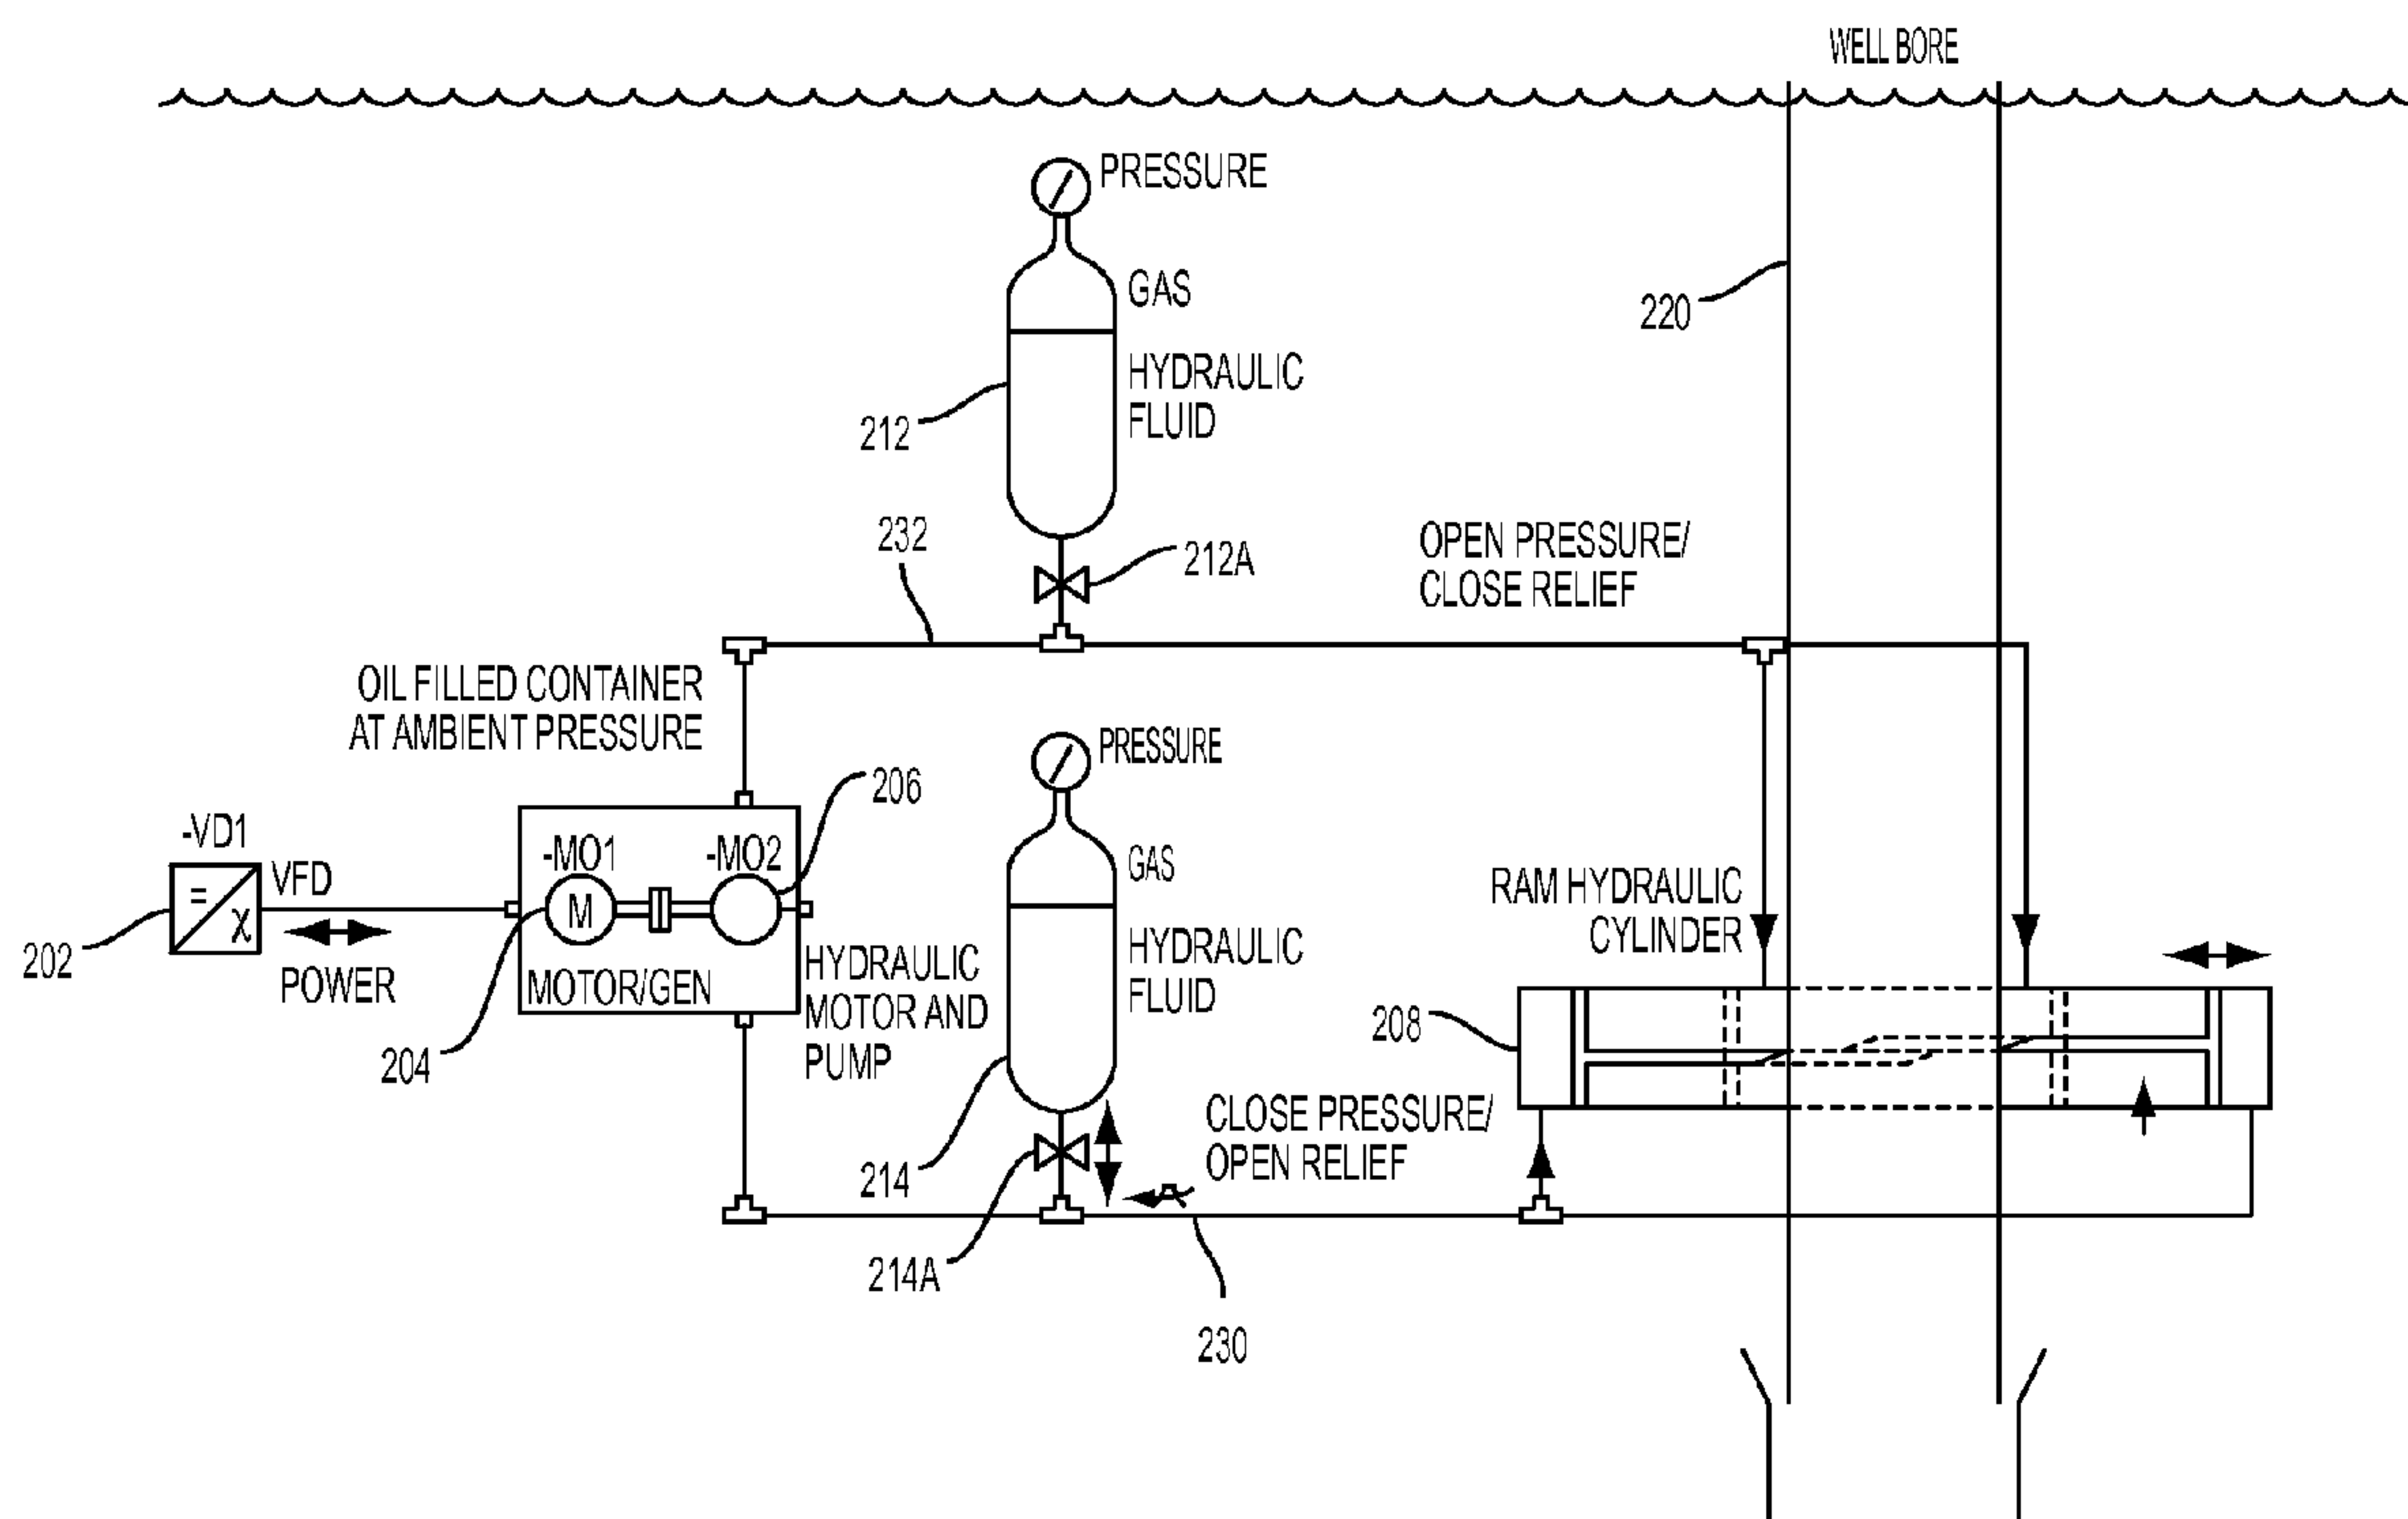 WELL BORE
PRESSURE
GAS
220
HYDRAULIC
FLUID
212
232
212A
OPEN PRESSURE/
CLOSE RELIEF
OIL FILLED CONTAINER
AT AMBIENT PRESSURE
PRESSURE
206
-VD1
VFD
-MO1
-MO2
GAS
RAM HYDRAULIC
CYLINDER
=
χ
M
202
POWER
MOTOR/GEN
HYDRAULIC
MOTOR AND
PUMP
HYDRAULIC
FLUID
208
204
CLOSE PRESSURE/
OPEN RELIEF
214
214A
230